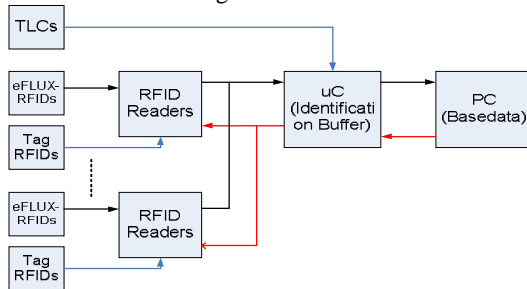 TLCs
eFLUX-
RFIDs
RFID
Readers
Tag
RFIDs
uC
(Identificati
on Buffer)
PC
(Basedata)
eFLUX-
RFIDs
RFID
Readers
Tag
RFIDs